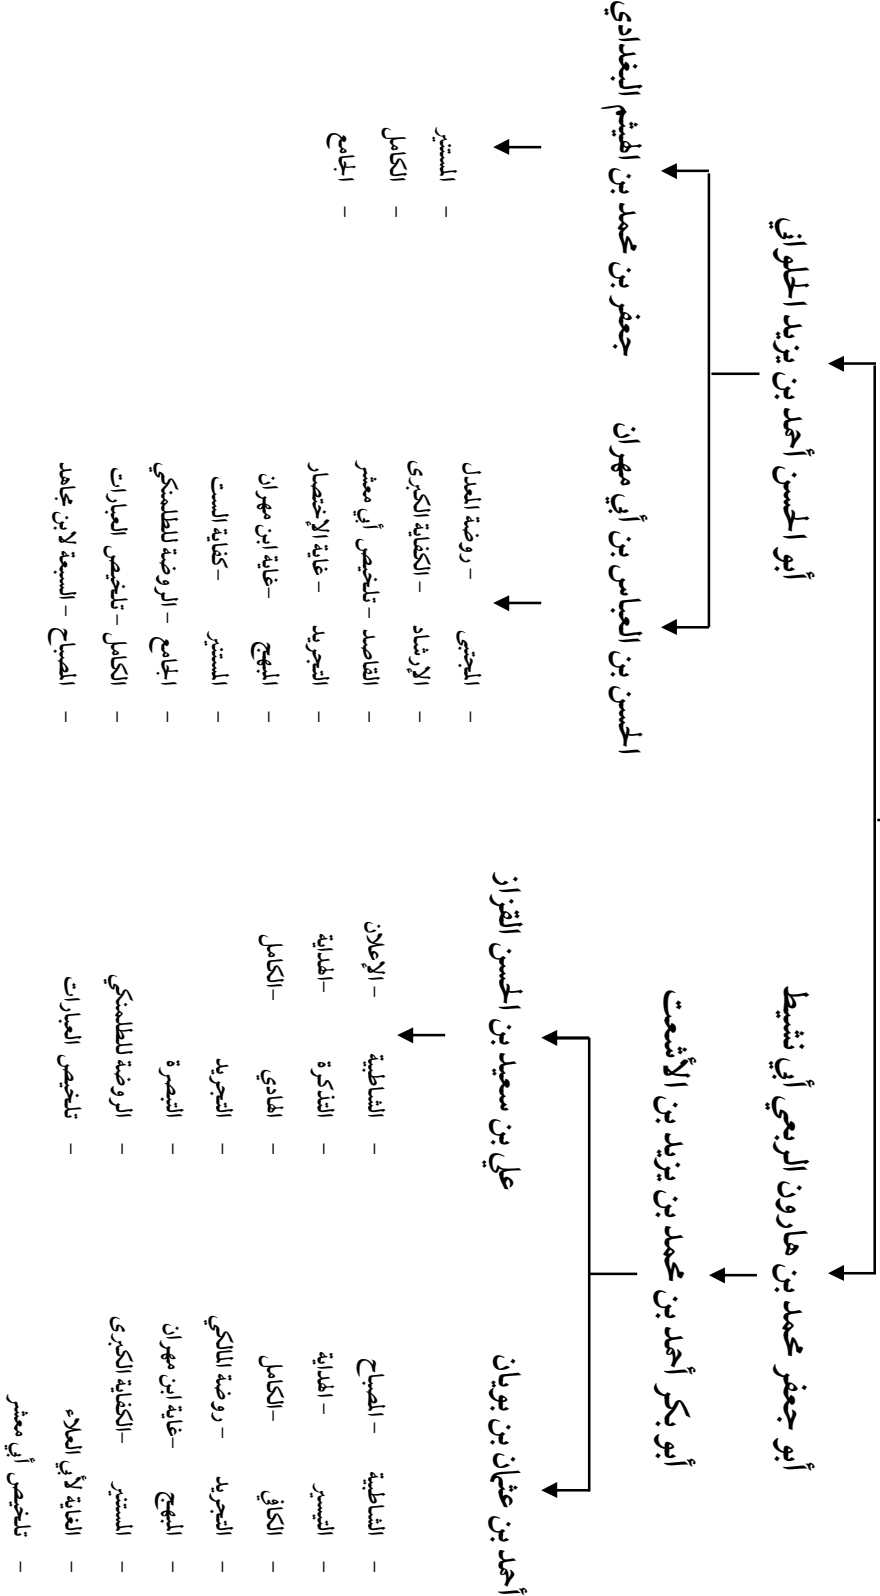 أبو جعفر محمد بن هارون الربعي أبي نشيط
أبو الحسن أحمد بن يزيد الحلواني
أبو بكر أحمد بن محمد بن يزيد بن الأشعت
الحسن بن العباس بن أبي مهران
جعفر بن محمد بن الهيثم البغدادي
أحمد بن عثمان بن بويان
علي بن سعيد بن الحسن القزاز
- الشاطبية - المصباح
- التيسير - الهداية
- الكافي -الكامل
- التجريد - روضة المالكي
- المبهج -غاية ابن مهران
- المستنير -الكفاية الكبرى
- الغاية لأبي العلاء
- تلخيص أبي معشر
- الشاطبية - الإعلان
- التذكرة -الهداية
- الهادي -الكامل
- التجريد
- التبصرة
- الروضة للطلمنكي
- تلخيص العبارات
- المجتبى - روضة المعدل
- الإرشاد - الكفاية الكبرى
- القاصد - تلخيص أبي معشر
- التجريد - غاية الإختصار
- المبهج -غاية ابن مهران
- المستنير - كفاية الست
- الجامع - الروضة للطلمنكي
- الكامل - تلخيص العبارات
- المصباح - السبعة لابن مجاهد
- المستنير
- الكامل
- الجامع